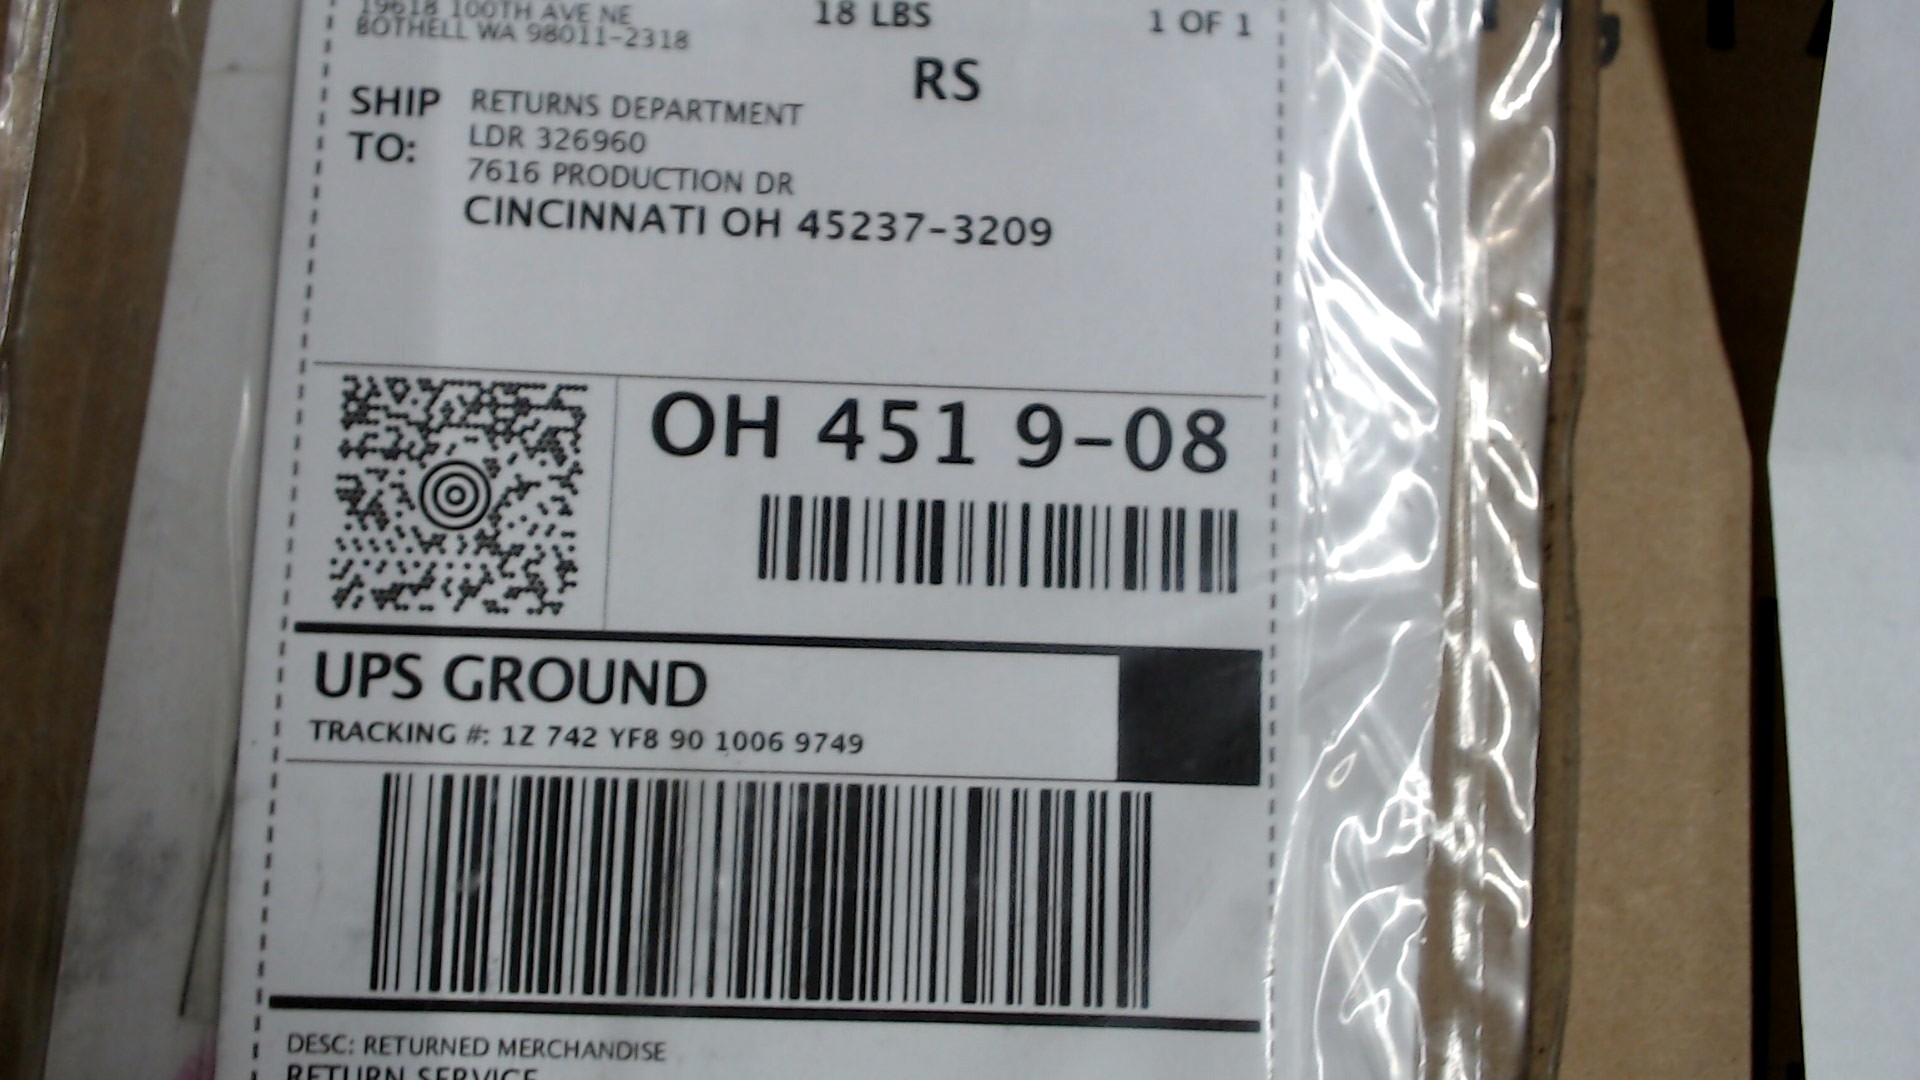 19618 100TH AVE NE
BOTHELL WA 98011-2318
18 LBS
1 OF 1
RS
SHIP TO:
RETURNS DEPARTMENT
LDR 326960
7616 PRODUCTION DR
CINCINNATI OH 45237-3209
OH 451 9-08
UPS GROUND
TRACKING #: 1Z 742 YF8 90 1006 9749
DESC: RETURNED MERCHANDISE
RETURN SERVICE